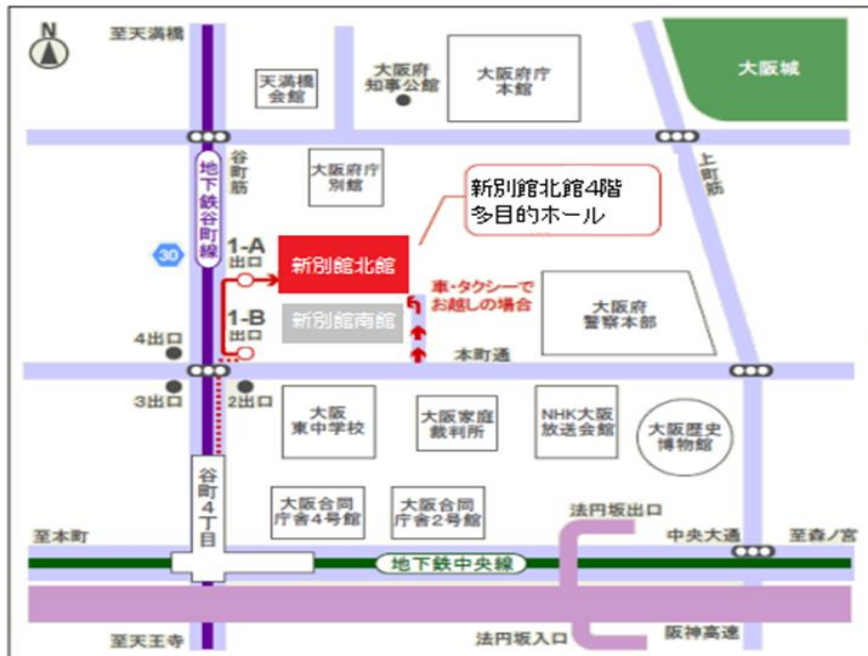 N
至天満橋
天満橋
会館
大阪府
知事公館
大阪府庁
本館
大阪城
谷町筋
大阪府庁
別館
上町筋
地下鉄谷町線
新別館北館4階
多目的ホール
30
1-A
出口
新別館北館
車・タクシーで
お越しの場合
1-B
出口
新別館南館
大阪府
警察本部
4出口
本町通
3出口
2出口
大阪
東中学校
大阪家庭
裁判所
NHK大阪
放送会館
大阪歴史
博物館
谷町4丁目
大阪合同
庁舎4号館
大阪合同
庁舎2号館
法円坂出口
至本町
中央大通
至森ノ宮
地下鉄中央線
至天王寺
法円坂入口
阪神高速